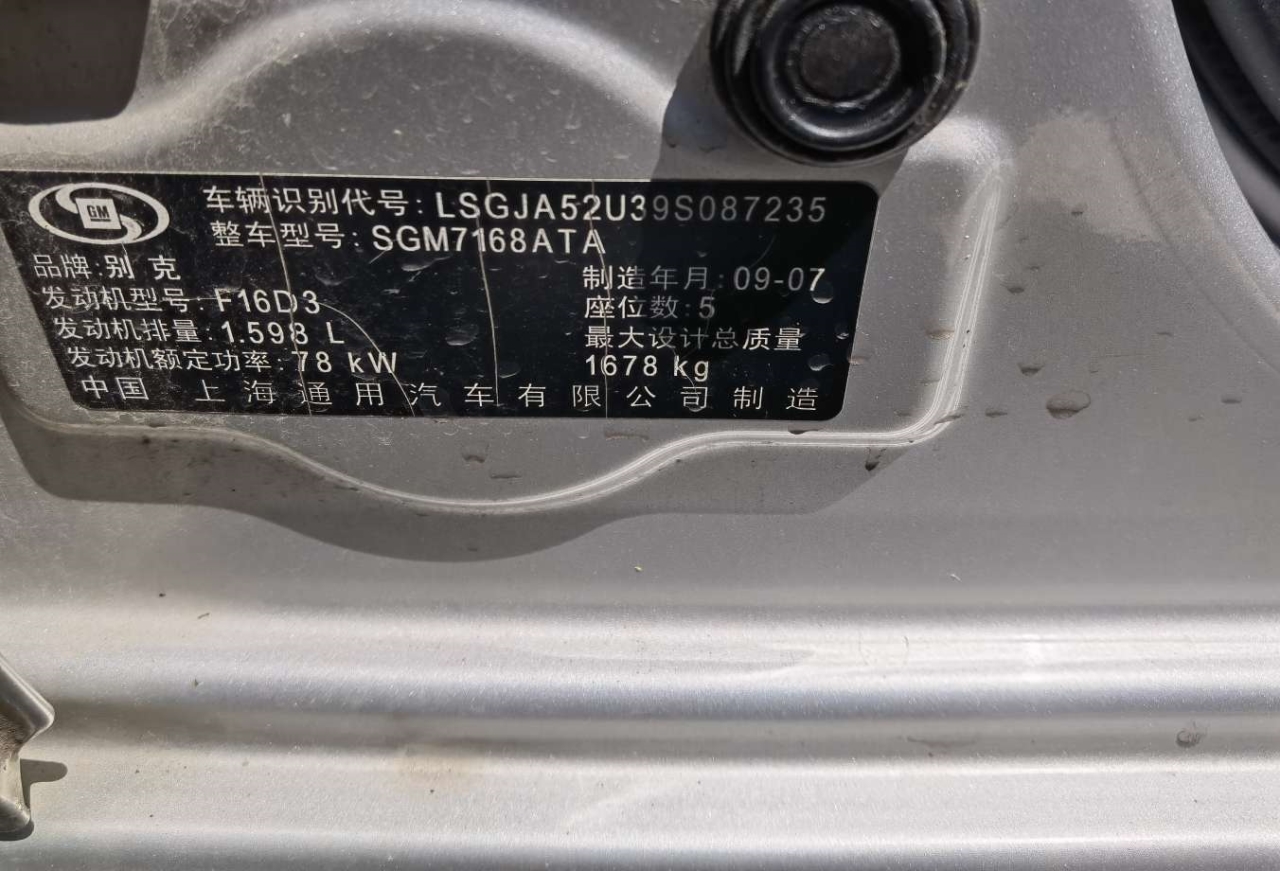 GM
车辆识别代号: LSGJA52U39S087235
整车型号: SGM7168ATA
品牌: 别克
制造年月: 09-07
发动机型号: F16D3
座位数: 5
发动机排量: 1.598 L
最大设计总质量
发动机额定功率: 78 kW
1678 kg
中国 上海通用汽车有限公司制造